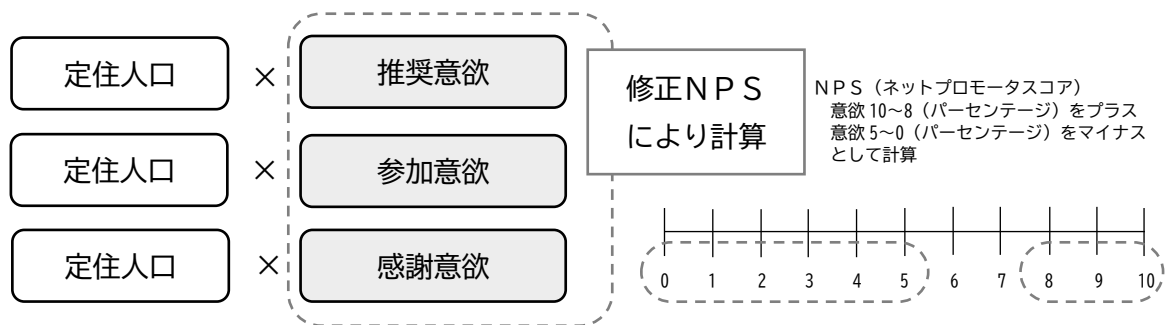 定住人口 × 推奨意欲
定住人口 × 参加意欲
定住人口 × 感謝意欲
修正ＮＰＳ
により計算
ＮＰＳ（ネットプロモータスコア）
意欲10～8（パーセンテージ）をプラス
意欲5～0（パーセンテージ）をマイナス
として計算
0 1 2 3 4 5 6 7 8 9 10